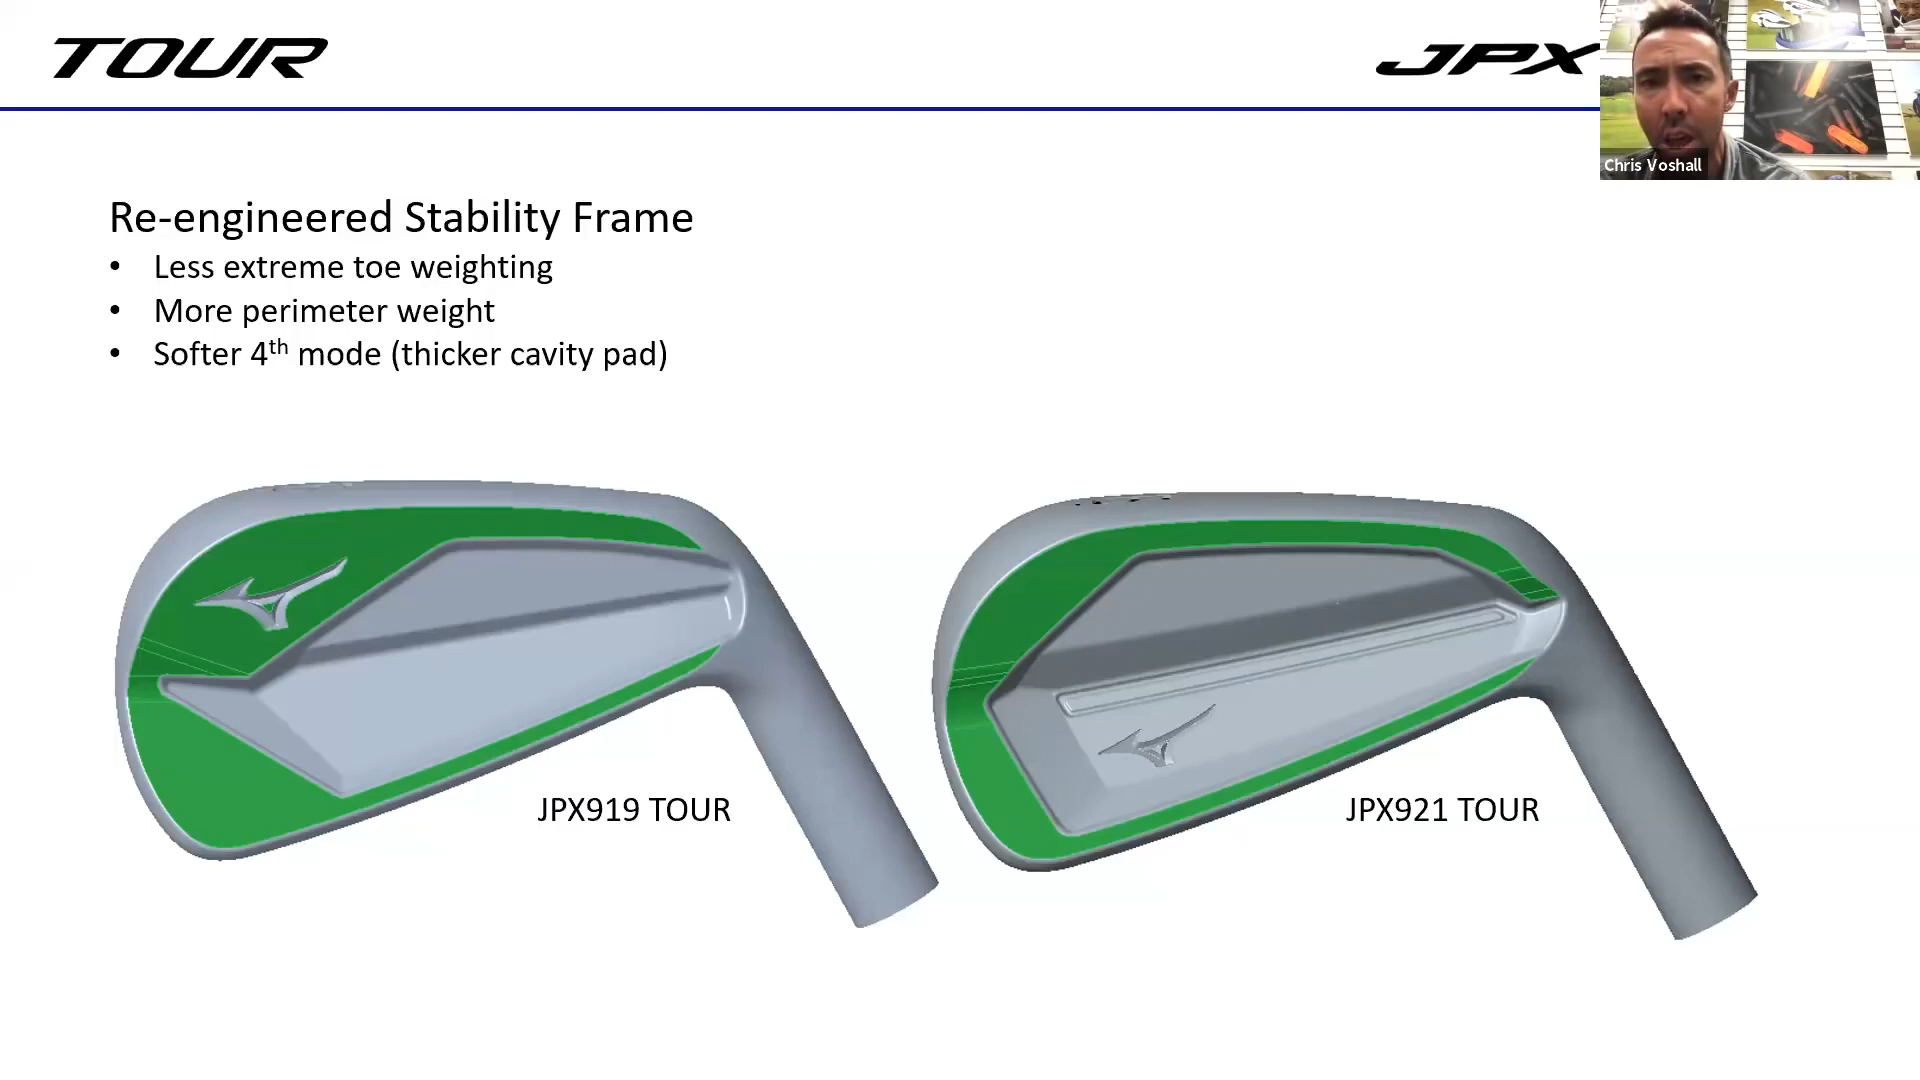 TOUR
JPX
Chris Voshall
Re-engineered Stability Frame
• Less extreme toe weighting
• More perimeter weight
• Softer 4th mode (thicker cavity pad)
JPX919 TOUR
JPX921 TOUR